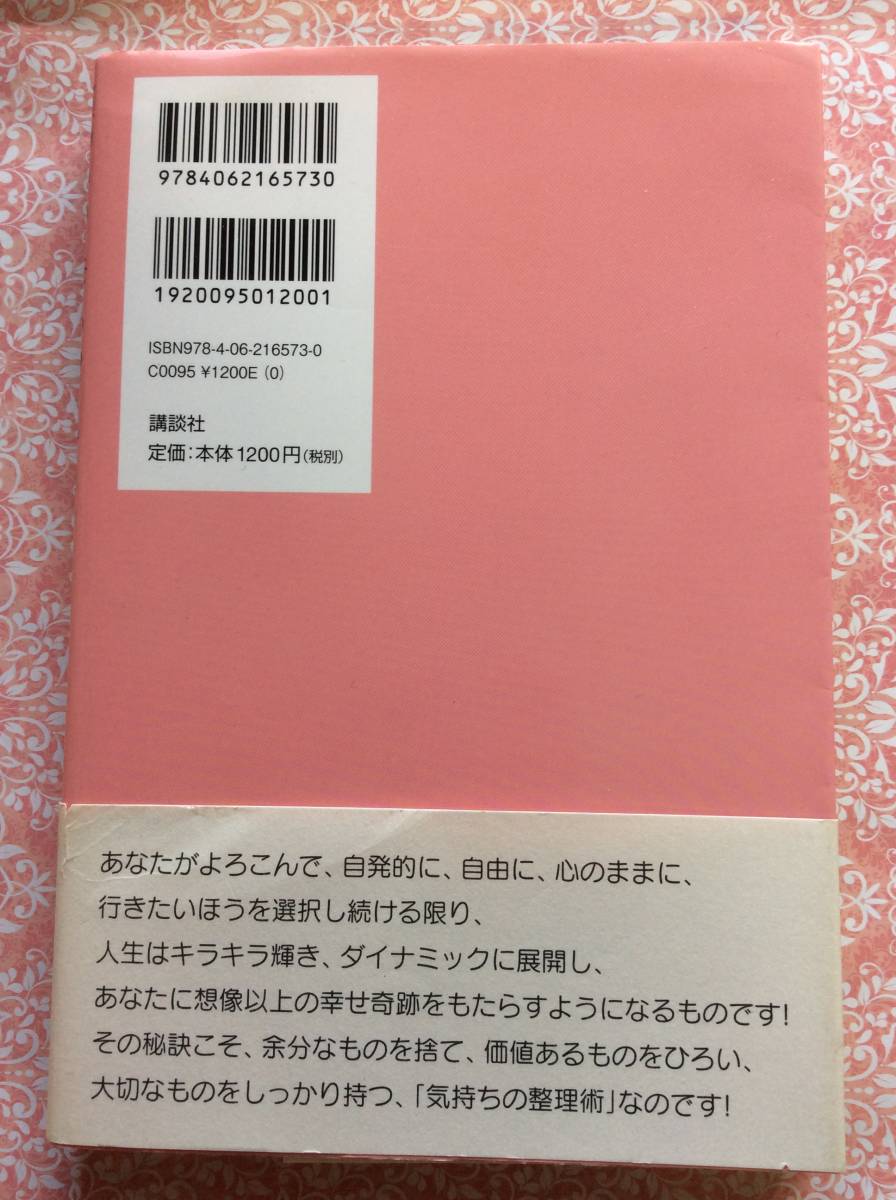 9784062165730
1920095012001
ISBN978-4-06-216573-0
C0095 ¥1200E (0)
講談社
定価:本体1200円(税別)
あなたがよろこんで、自発的に、自由に、心のままに、
行きたいほうを選択し続ける限り、
人生はキラキラ輝き、ダイナミックに展開し、
あなたに想像以上の幸せ奇跡をもたらすようになるものです!
その秘訣こそ、余分なものを捨て、価値あるものをひろい、
大切なものをしっかり持つ、「気持ちの整理術」なのです!